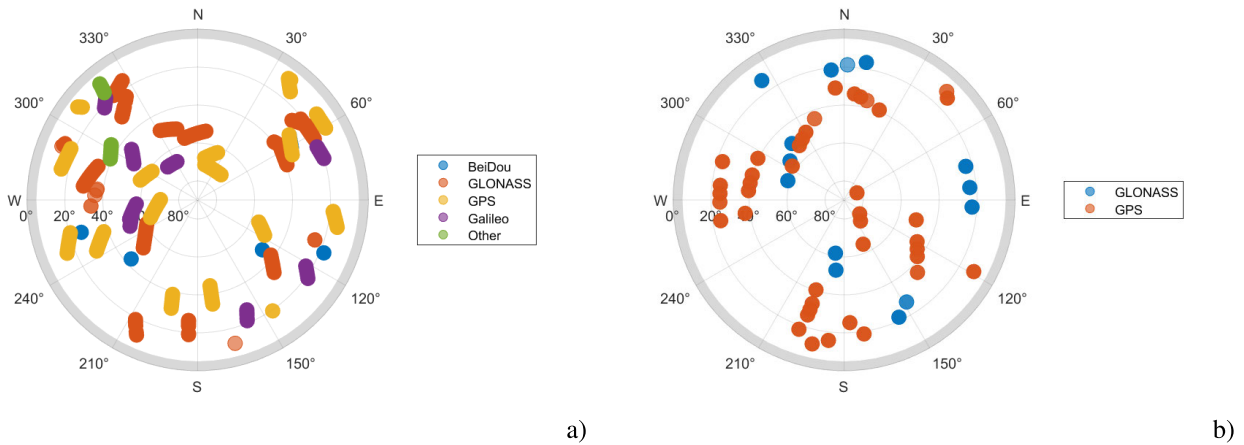 N N
330° 30° 330° 30°
300° 60° 300° 60°
BeiDou
GLONASS GLONASS
W 0° 20° 40° 80° E GPS W 0° 20° 40° 60° 80° E GPS
Galileo
Other
240° 120° 240° 120°
210° 150° 210° 150°
S S
a) b)